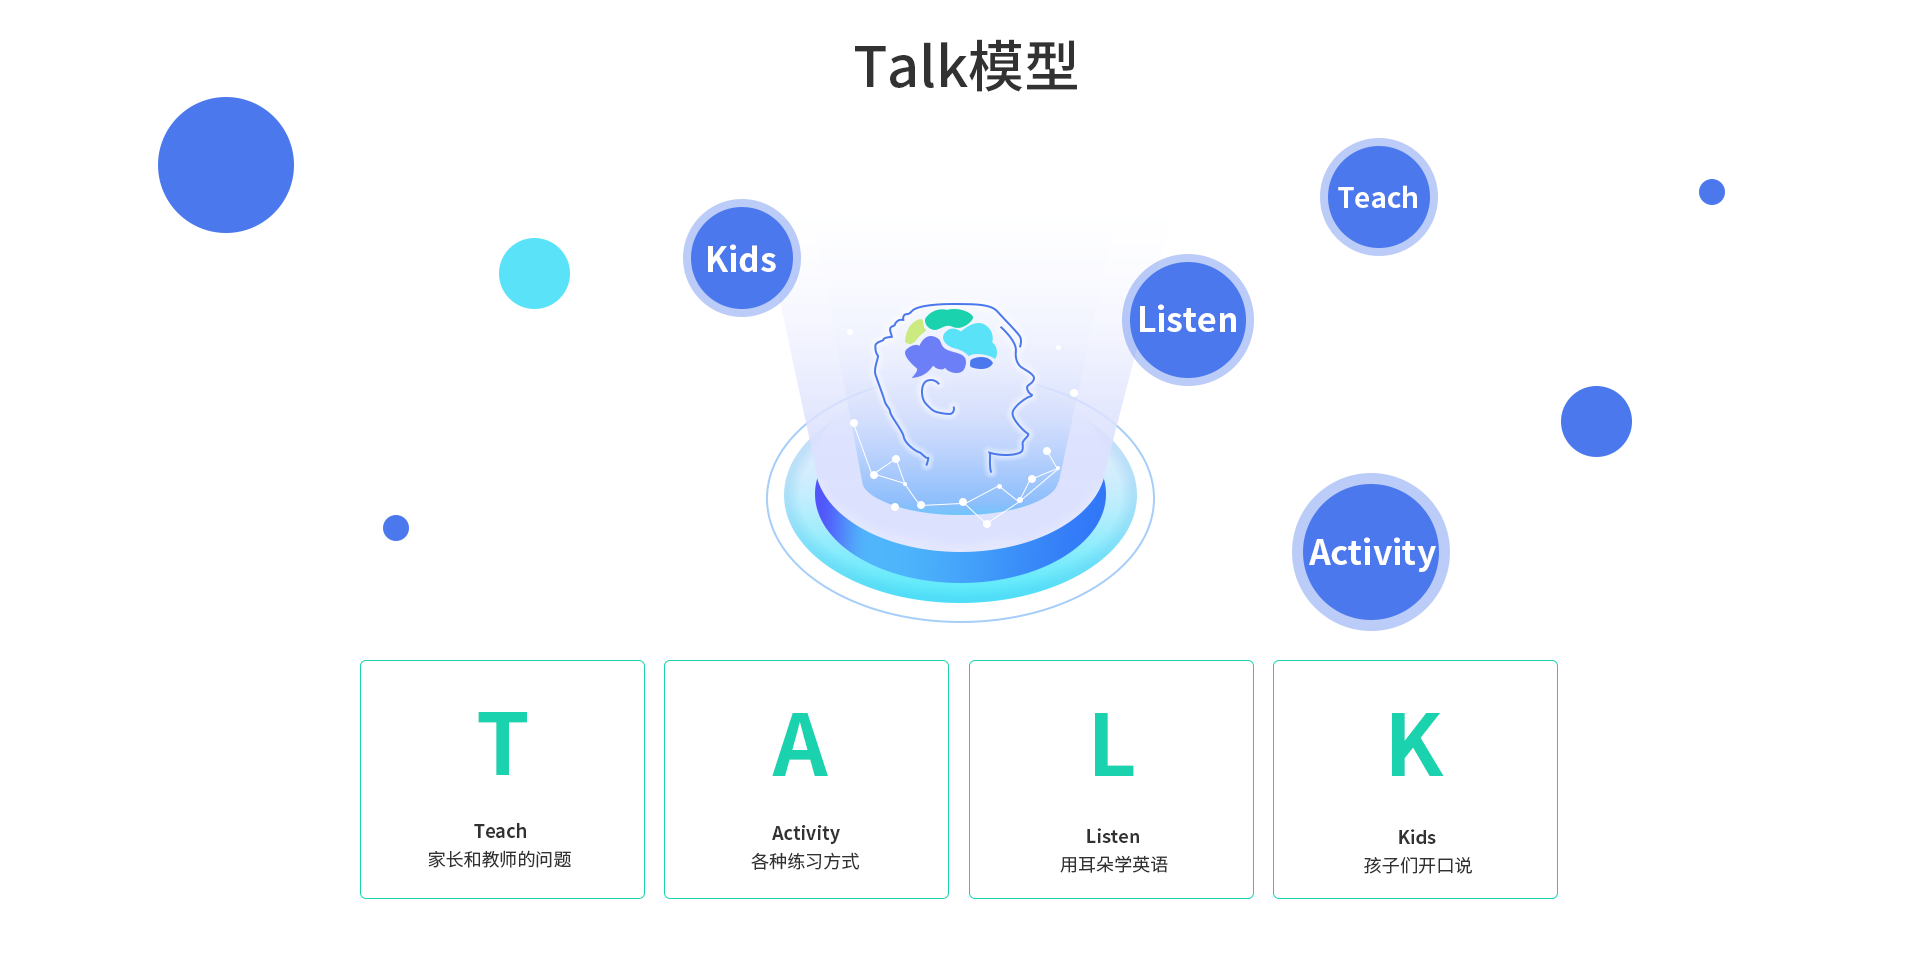 Talk模型
Teach
Kids
Listen
Activity
T
Teach
家长和教师的问题
A
Activity
各种练习方式
L
Listen
用耳朵学英语
K
Kids
孩子们开口说